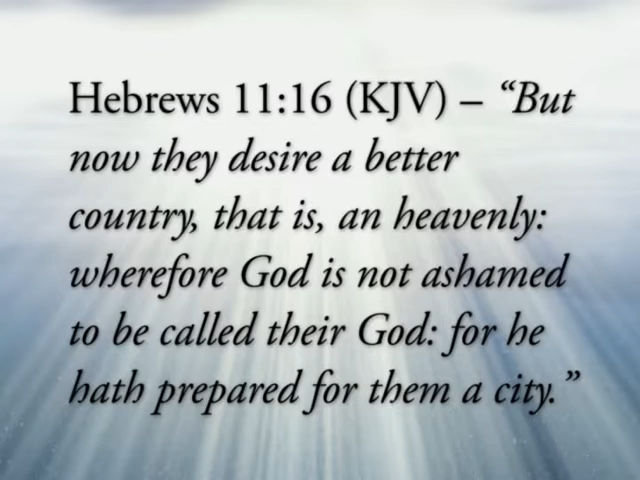 Hebrews 11:16 (KJV) – “But
now they desire a better
country, that is, an heavenly:
wherefore God is not ashamed
to be called their God: for he
hath prepared for them a city.”